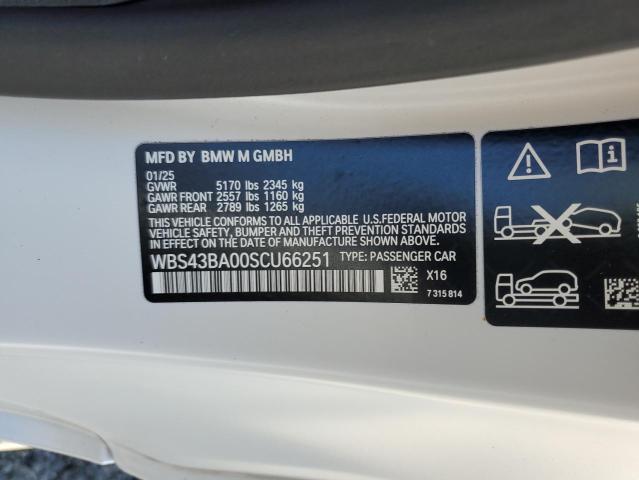 MFD BY BMW M GMBH
01/25
GVWR 5170 lbs 2345 kg
GAWR FRONT 2557 lbs 1160 kg
GAWR REAR 2789 lbs 1265 kg
THIS VEHICLE CONFORMS TO ALL APPLICABLE U.S.FEDERAL MOTOR
VEHICLE SAFETY, BUMPER, AND THEFT PREVENTION STANDARDS
IN EFFECT ON THE DATE OF MANUFACTURE SHOWN ABOVE.
WBS43BA00SCU66251 TYPE: PASSENGER CAR
X16
7 315 814